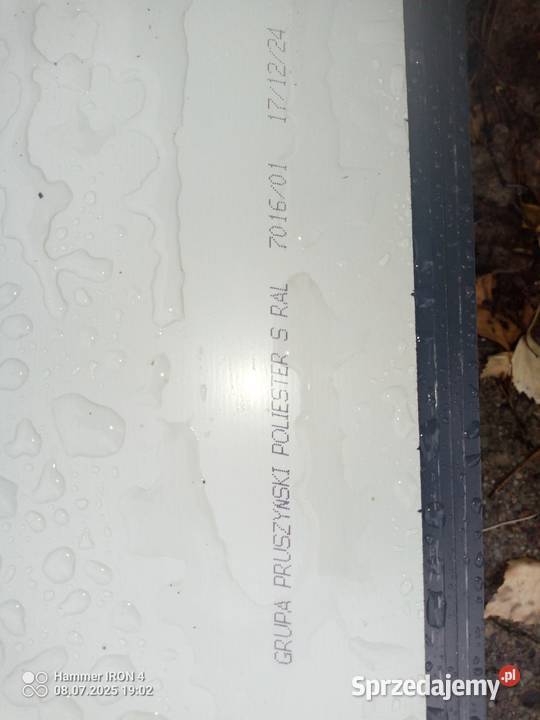 GRUPA PRUSZYŃSKI POLIESTER S RAL 7016/01 17/12/24
Hammer IRON 4
08.07.2025 19:02
Sprzedajemy.pl